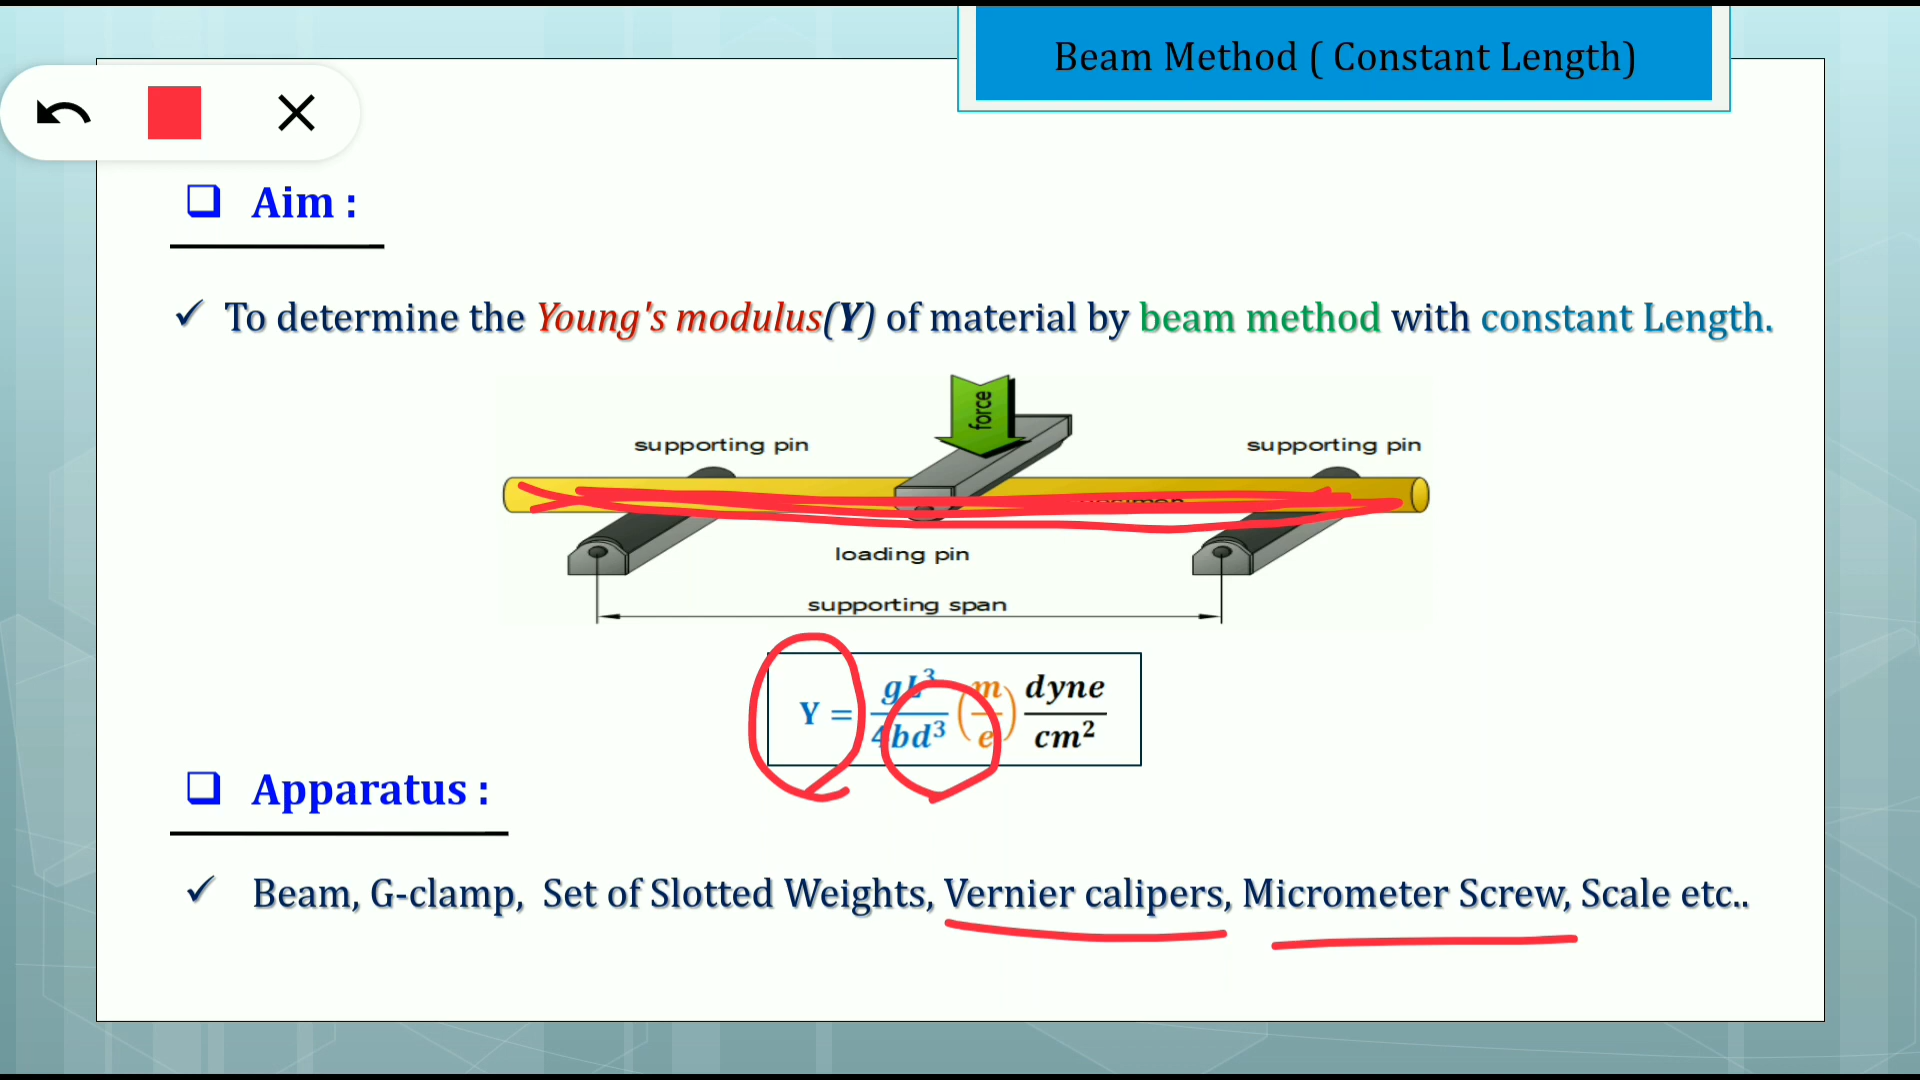 Beam Method ( Constant Length)
❑ Aim :
✓ To determine the Young's modulus(Y) of material by beam method with constant Length.
force
supporting pin
supporting pin
loading pin
supporting span
Y = gL³/4bd³ (m/e) dyne/cm²
❑ Apparatus :
✓ Beam, G-clamp, Set of Slotted Weights, Vernier calipers, Micrometer Screw, Scale etc..